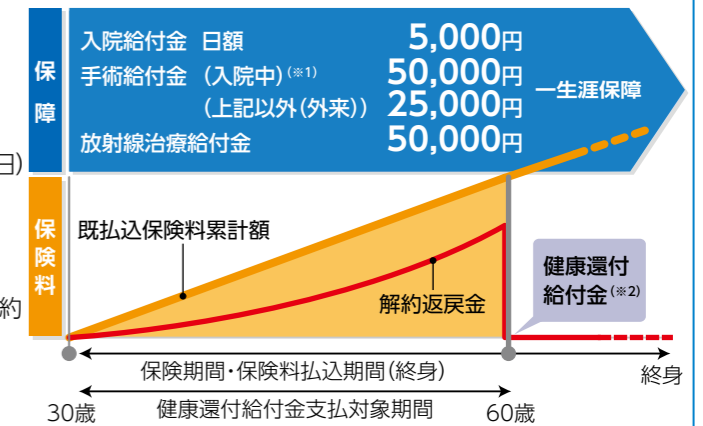 保障
入院給付金 日額 5,000円
手術給付金 (入院中)(※1) 50,000円
(上記以外(外来)) 25,000円
放射線治療給付金 50,000円
一生涯保障
日)
保険料
既払込保険料累計額
解約返戻金
健康還付
給付金(※2)
約
保険期間・保険料払込期間(終身)
終身
30歳 健康還付給付金支払対象期間 60歳